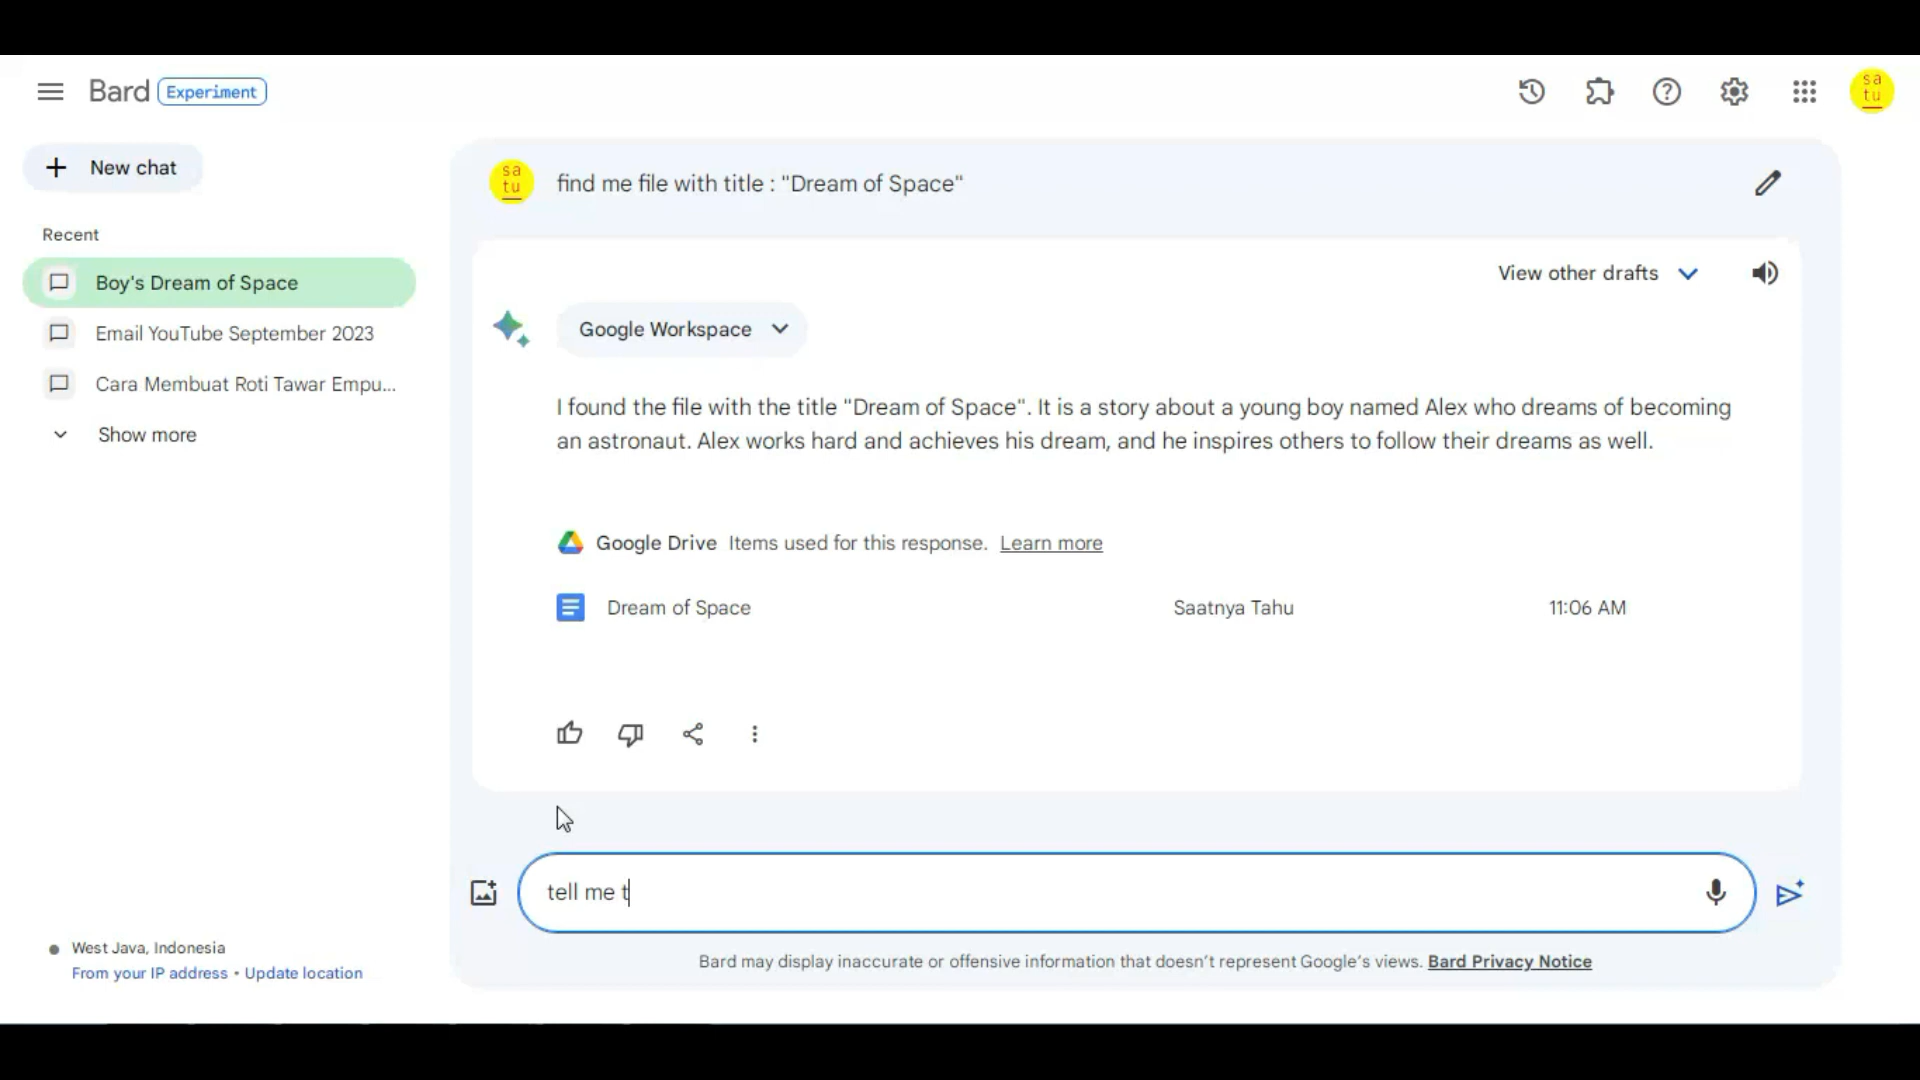 Bard Experiment
sa
tu
New chat
Recent
Boy's Dream of Space
Email YouTube September 2023
Cara Membuat Roti Tawar Empu...
Show more
West Java, Indonesia
From your IP address • Update location
sa
tu
find me file with title : "Dream of Space"
View other drafts
Google Workspace
I found the file with the title "Dream of Space". It is a story about a young boy named Alex who dreams of becoming
an astronaut. Alex works hard and achieves his dream, and he inspires others to follow their dreams as well.
Google Drive Items used for this response. Learn more
Dream of Space Saatnya Tahu 11:06 AM
tell me t
Bard may display inaccurate or offensive information that doesn't represent Google's views. Bard Privacy Notice